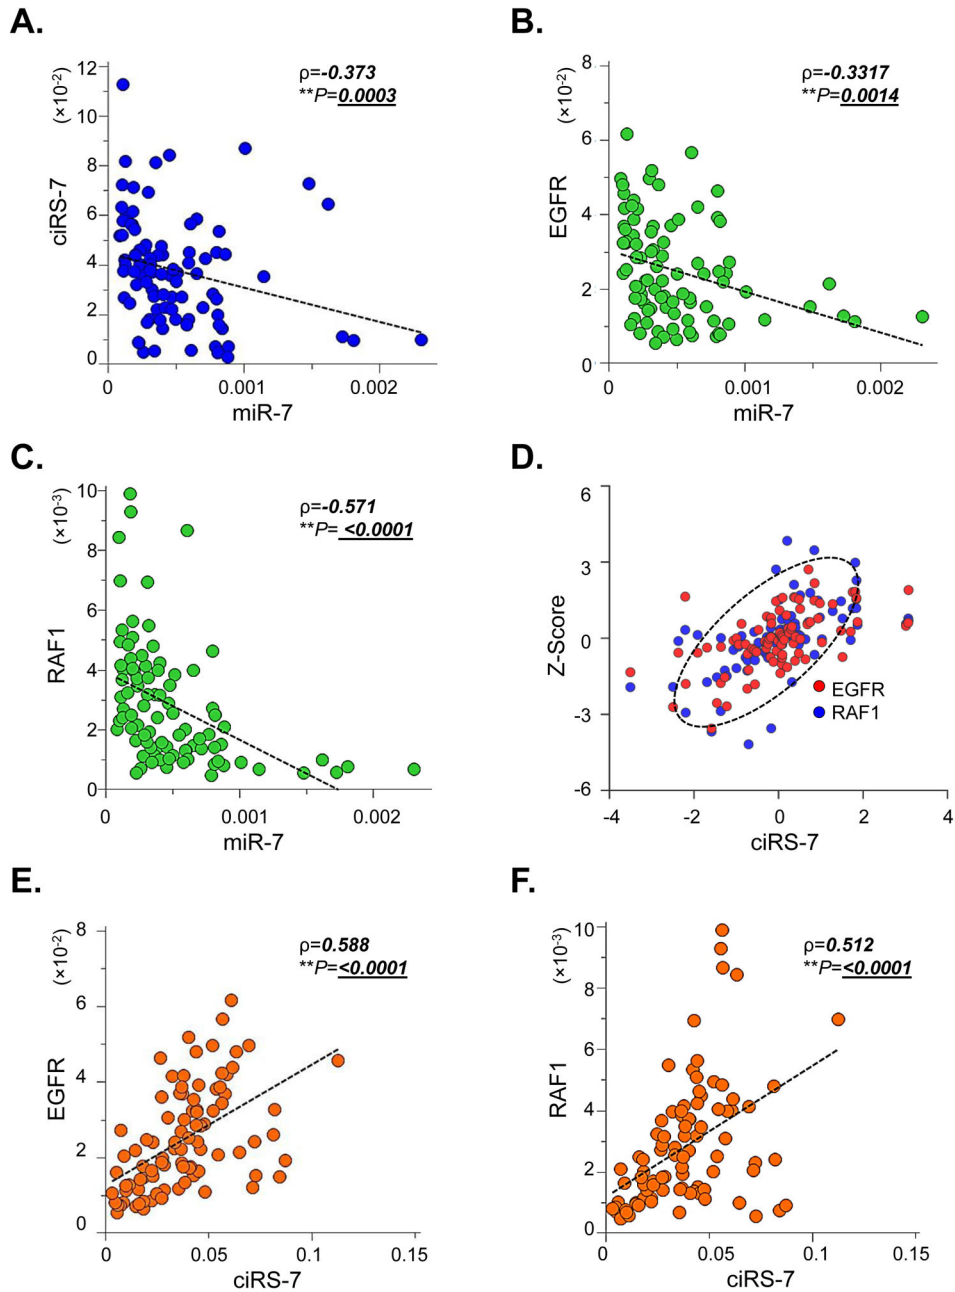 A.
(×10-2)
ciRS-7
12
10
8
6
4
2
0
ρ=-0.373
**P=0.0003
0
0.001
0.002
miR-7
B.
(×10-2)
EGFR
8
6
4
2
0
ρ=-0.3317
**P=0.0014
0
0.001
0.002
miR-7
C.
(×10-3)
RAF1
10
8
6
4
2
0
ρ=-0.571
**P= <0.0001
0
0.001
0.002
miR-7
D.
Z-Score
6
3
0
-3
-6
EGFR
RAF1
-4
-2
0
2
4
ciRS-7
E.
(×10-2)
EGFR
8
6
4
2
0
ρ=0.588
**P=<0.0001
0
0.05
0.1
0.15
ciRS-7
F.
(×10-3)
RAF1
10
8
6
4
2
0
ρ=0.512
**P=<0.0001
0
0.05
0.1
0.15
ciRS-7